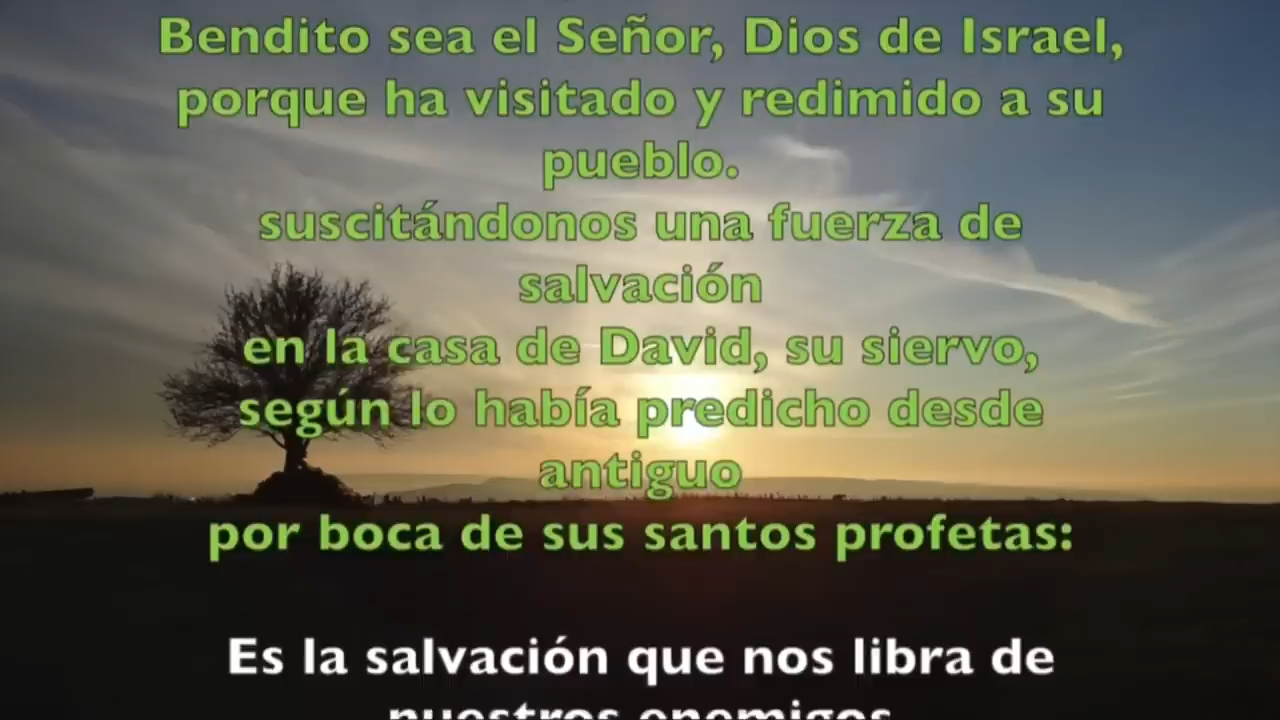 Bendito sea el Señor, Dios de Israel,
porque ha visitado y redimido a su
pueblo.
suscitándonos una fuerza de
salvación
en la casa de David, su siervo,
según lo había predicho desde
antiguo
por boca de sus santos profetas:
Es la salvación que nos libra de
nuestros enemigos